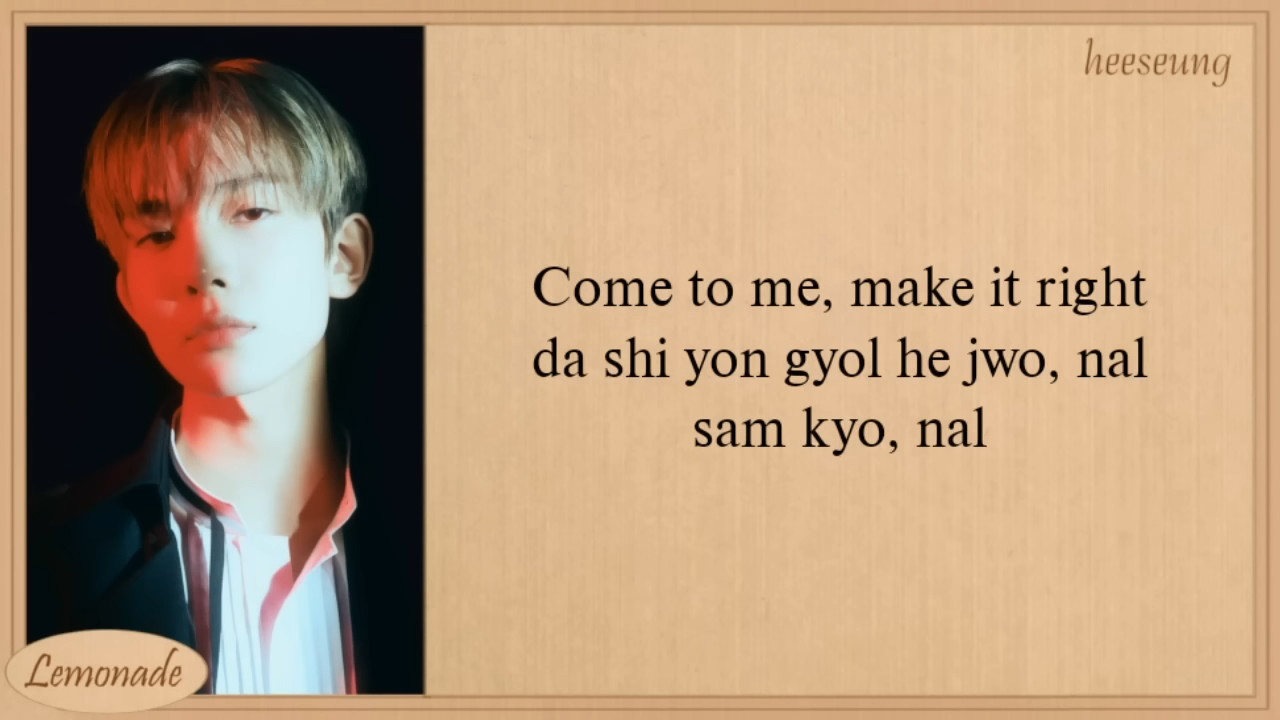 heeseung
Come to me, make it right
da shi yon gyol he jwo, nal
sam kyo, nal
Lemonade